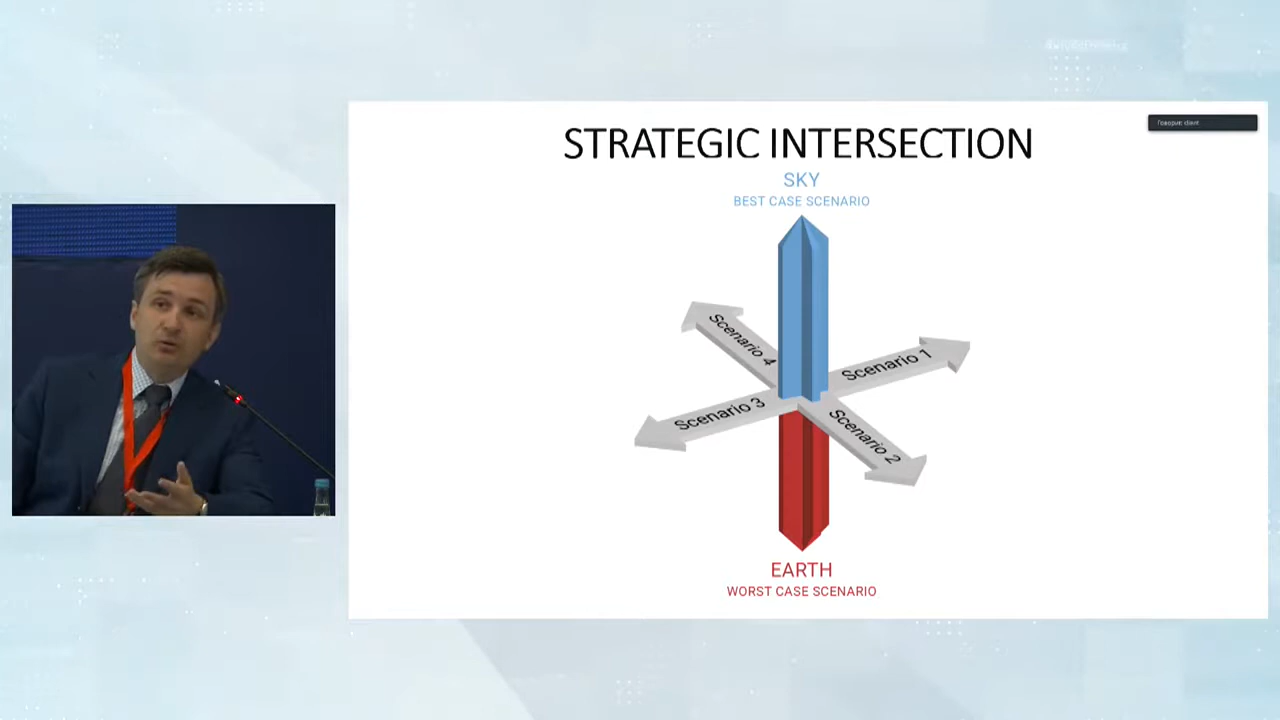 STRATEGIC INTERSECTION
SKY
BEST CASE SCENARIO
Scenario 4
Scenario 1
Scenario 3
Scenario 2
EARTH
WORST CASE SCENARIO